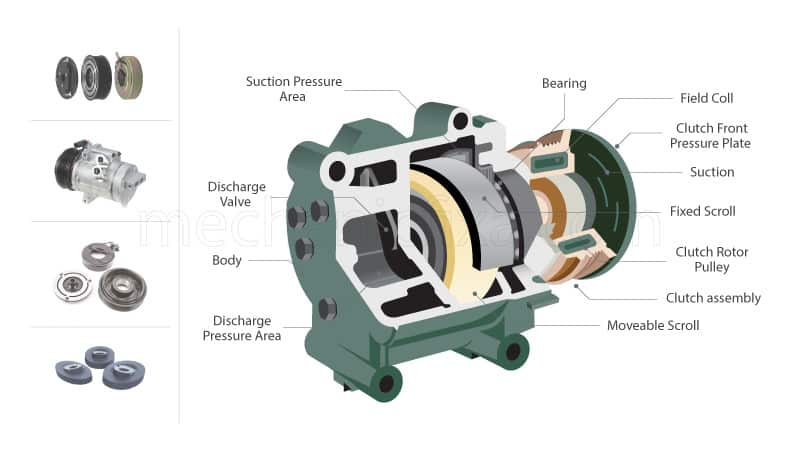 Suction Pressure
Area
Bearing
Field Coll
Clutch Front
Pressure Plate
Discharge
Valve
Suction
Fixed Scroll
Body
Clutch Rotor
Pulley
Discharge
Pressure Area
Clutch assembly
Moveable Scroll